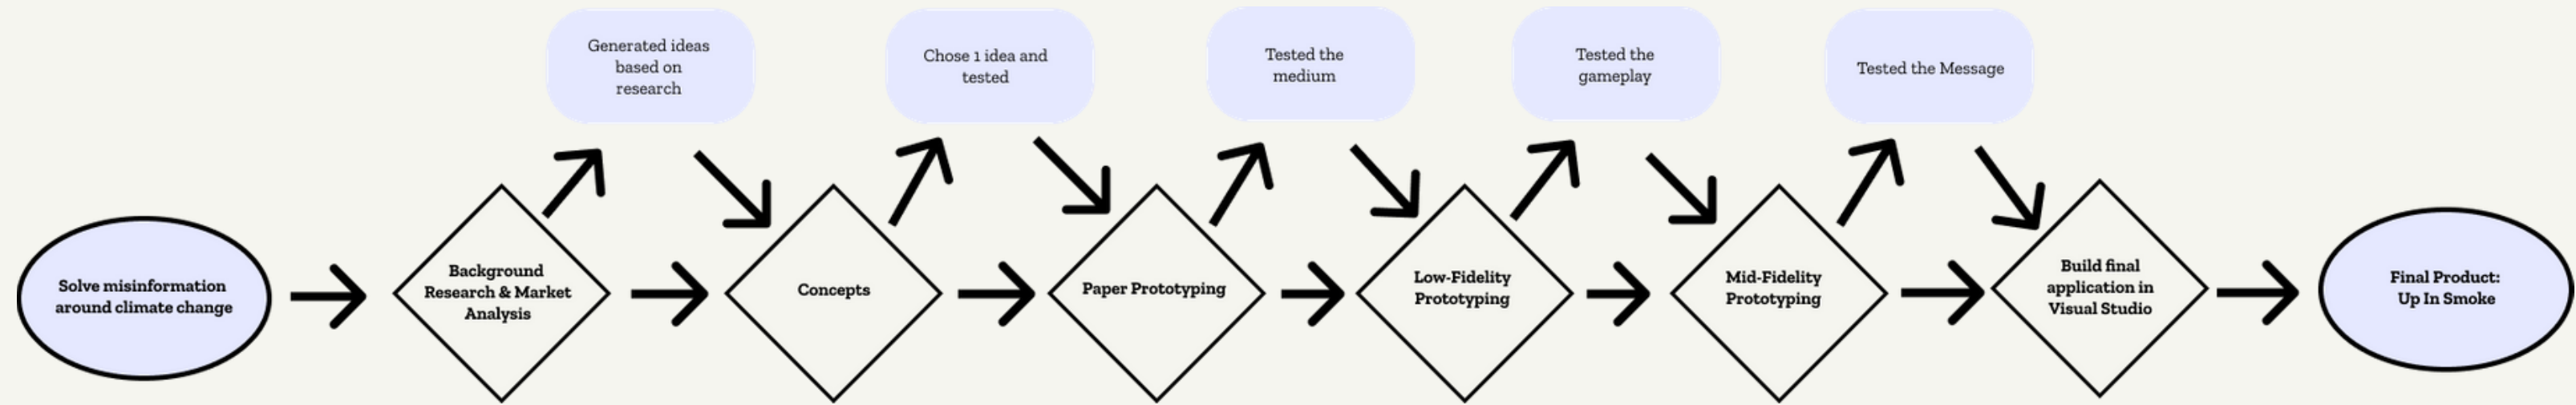 Generated ideas
based on
research
Chose 1 idea and
tested
Tested the
medium
Tested the
gameplay
Tested the Message
Solve misinformation
around climate change
Background
Research & Market
Analysis
Concepts
Paper Prototyping
Low-Fidelity
Prototyping
Mid-Fidelity
Prototyping
Build final
application in
Visual Studio
Final Product:
Up In Smoke